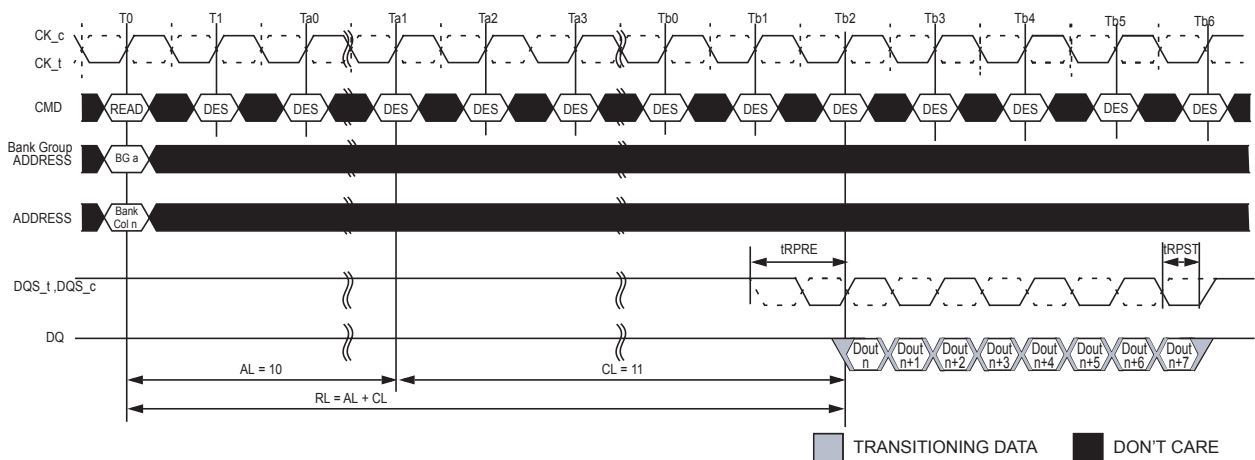 T0 T1 Ta0 Ta1 Ta2 Ta3 Tb0 Tb1 Tb2 Tb3 Tb4 Tb5 Tb6
CK_c
CK_t
CMD READ DES DES DES DES DES DES DES DES DES DES DES DES
Bank Group
ADDRESS BG a
ADDRESS Bank
Col n
tRPRE tRPST
DQS_t ,DQS_c
DQ Dout Dout Dout Dout Dout Dout Dout Dout
n n+1 n+2 n+3 n+4 n+5 n+6 n+7
AL = 10 CL = 11
RL = AL + CL
TRANSITIONING DATA DON'T CARE